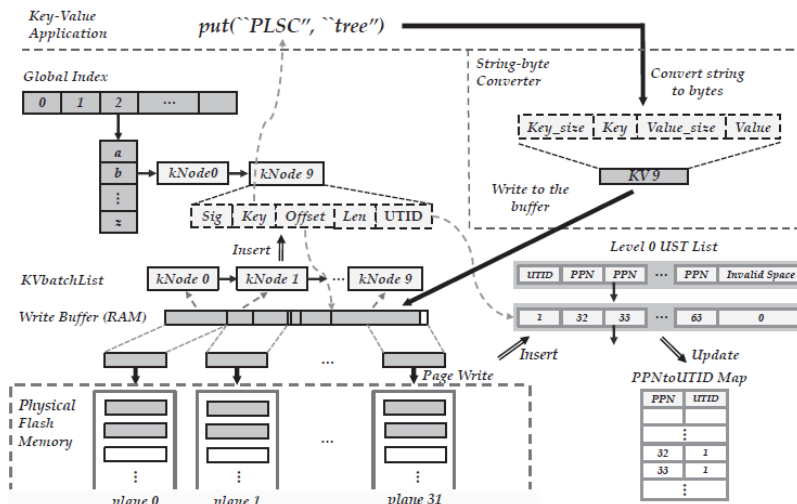 Key-Value
Application
put(``PLSC”, ``tree”)
Global Index
0 1 2 ...
a
b
⋮
z
kNode0
kNode 9
Sig Key Offset Len UTID
Insert
KVbatchList
kNode 0 kNode 1 ... kNode 9
Write Buffer (RAM)
...
Page Write
Physical
Flash
Memory
⋮ ⋮ ... ⋮
plane 0 plane 1 plane 31
String-byte
Converter
Convert string
to bytes
Key_size Key Value_size Value
KV 9
Write to the
buffer
Level 0 UST List
UTID PPN PPN ... PPN Invalid Space
1 32 33 ... 63 0
Insert
Update
PPNtoUTID Map
PPN UTID
⋮ ⋮
32 1
33 1
⋮ ⋮